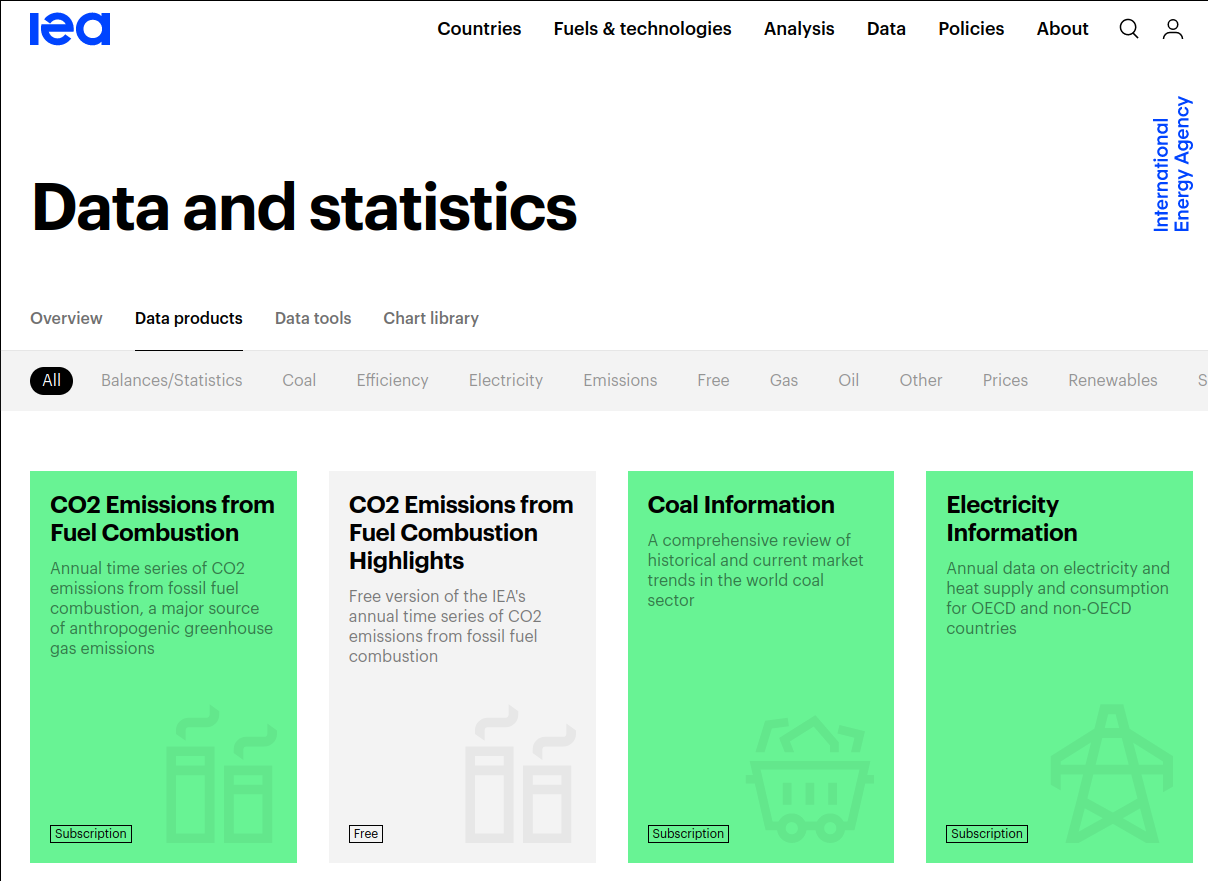 iea
Countries Fuels & technologies Analysis Data Policies About
International
Energy Agency
Data and statistics
Overview Data products Data tools Chart library
All Balances/Statistics Coal Efficiency Electricity Emissions Free Gas Oil Other Prices Renewables S
CO2 Emissions from
Fuel Combustion
Annual time series of CO2
emissions from fossil fuel
combustion, a major source
of anthropogenic greenhouse
gas emissions
Subscription
CO2 Emissions from
Fuel Combustion
Highlights
Free version of the IEA's
annual time series of CO2
emissions from fossil fuel
combustion
Free
Coal Information
A comprehensive review of
historical and current market
trends in the world coal
sector
Subscription
Electricity
Information
Annual data on electricity and
heat supply and consumption
for OECD and non-OECD
countries
Subscription